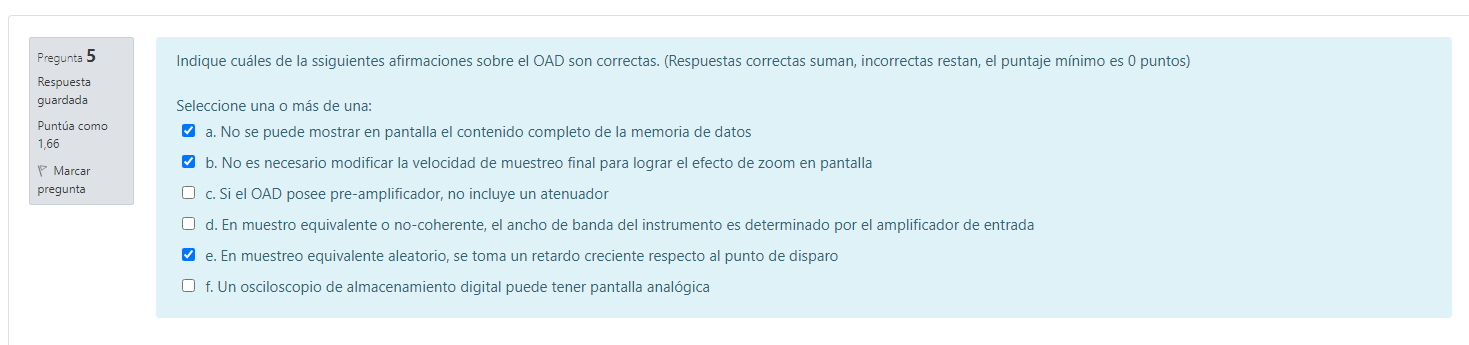 Pregunta 5
Respuesta
guardada
Puntúa como
1,66
Marcar
pregunta
Indique cuáles de la ssiguientes afirmaciones sobre el OAD son correctas. (Respuestas correctas suman, incorrectas restan, el puntaje mínimo es 0 puntos)
Seleccione una o más de una:
a. No se puede mostrar en pantalla el contenido completo de la memoria de datos
b. No es necesario modificar la velocidad de muestreo final para lograr el efecto de zoom en pantalla
c. Si el OAD posee pre-amplificador, no incluye un atenuador
d. En muestro equivalente o no-coherente, el ancho de banda del instrumento es determinado por el amplificador de entrada
e. En muestreo equivalente aleatorio, se toma un retardo creciente respecto al punto de disparo
f. Un osciloscopio de almacenamiento digital puede tener pantalla analógica